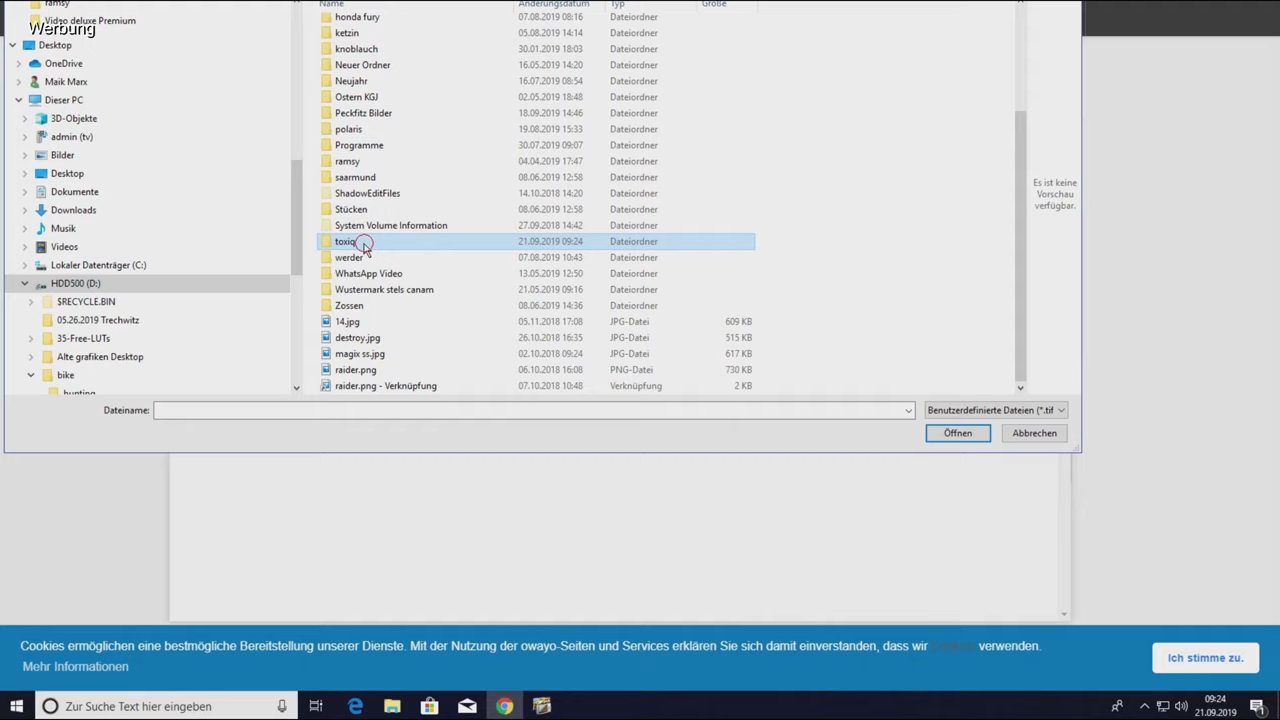 ramsy
Video deluxe Premium
Werbung
Desktop
OneDrive
Maik Marx
Dieser PC
3D-Objekte
admin (tv)
Bilder
Desktop
Dokumente
Downloads
Musik
Videos
Lokaler Datenträger (C:)
HDD500 (D:)
$RECYCLE.BIN
05.26.2019 Trechwitz
35-Free-LUTs
Alte grafiken Desktop
bike
hunting
Name Änderungsdatum Typ Größe
honda fury 07.08.2019 08:16 Dateiordner
ketzin 05.08.2019 14:14 Dateiordner
knoblauch 30.01.2019 18:03 Dateiordner
Neuer Ordner 16.05.2019 14:20 Dateiordner
Neujahr 16.07.2019 08:54 Dateiordner
Ostern KGJ 02.05.2019 18:48 Dateiordner
Peckfitz Bilder 18.09.2019 14:46 Dateiordner
polaris 19.08.2019 15:33 Dateiordner
Programme 30.07.2019 09:07 Dateiordner
ramsy 04.04.2019 17:47 Dateiordner
saarmund 08.06.2019 12:58 Dateiordner
ShadowEditFiles 14.10.2018 14:20 Dateiordner
Stücken 08.06.2019 12:58 Dateiordner
System Volume Information 27.09.2018 14:42 Dateiordner
toxiq 21.09.2019 09:24 Dateiordner
werder 07.08.2019 10:43 Dateiordner
WhatsApp Video 13.05.2019 12:50 Dateiordner
Wustermark stels canam 21.05.2019 09:16 Dateiordner
Zossen 08.06.2019 14:36 Dateiordner
14.jpg 05.11.2018 17:08 JPG-Datei 609 KB
destroy.jpg 26.10.2018 16:35 JPG-Datei 515 KB
magix ss.jpg 02.10.2018 09:24 JPG-Datei 617 KB
raider.png 06.10.2018 16:08 PNG-Datei 730 KB
raider.png - Verknüpfung 07.10.2018 10:48 Verknüpfung 2 KB
Es ist keine
Vorschau
verfügbar.
Dateiname: Benutzerdefinierte Dateien (*.tif
Öffnen Abbrechen
Cookies ermöglichen eine bestmögliche Bereitstellung unserer Dienste. Mit der Nutzung der owayo-Seiten und Services erklären Sie sich damit einverstanden, dass wir verwenden.
Mehr Informationen
Ich stimme zu.
Zur Suche Text hier eingeben
09:24
21.09.2019
1